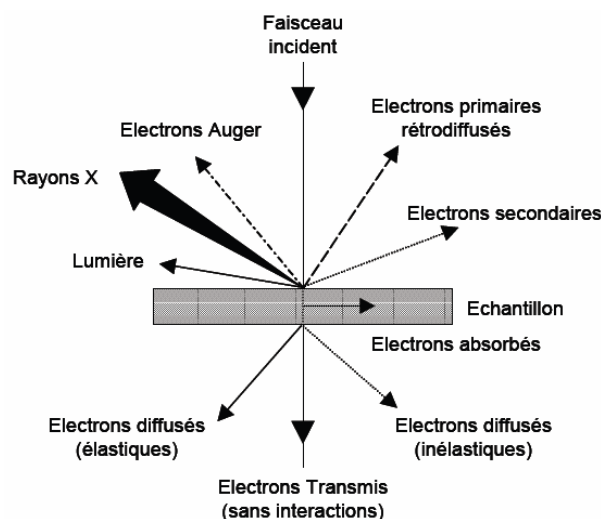 Faisceau
incident
Electrons primaires
rétrodiffusés
Electrons Auger
Rayons X
Electrons secondaires
Lumière
Echantillon
Electrons absorbés
Electrons diffusés
(élastiques)
Electrons diffusés
(inélastiques)
Electrons Transmis
(sans interactions)